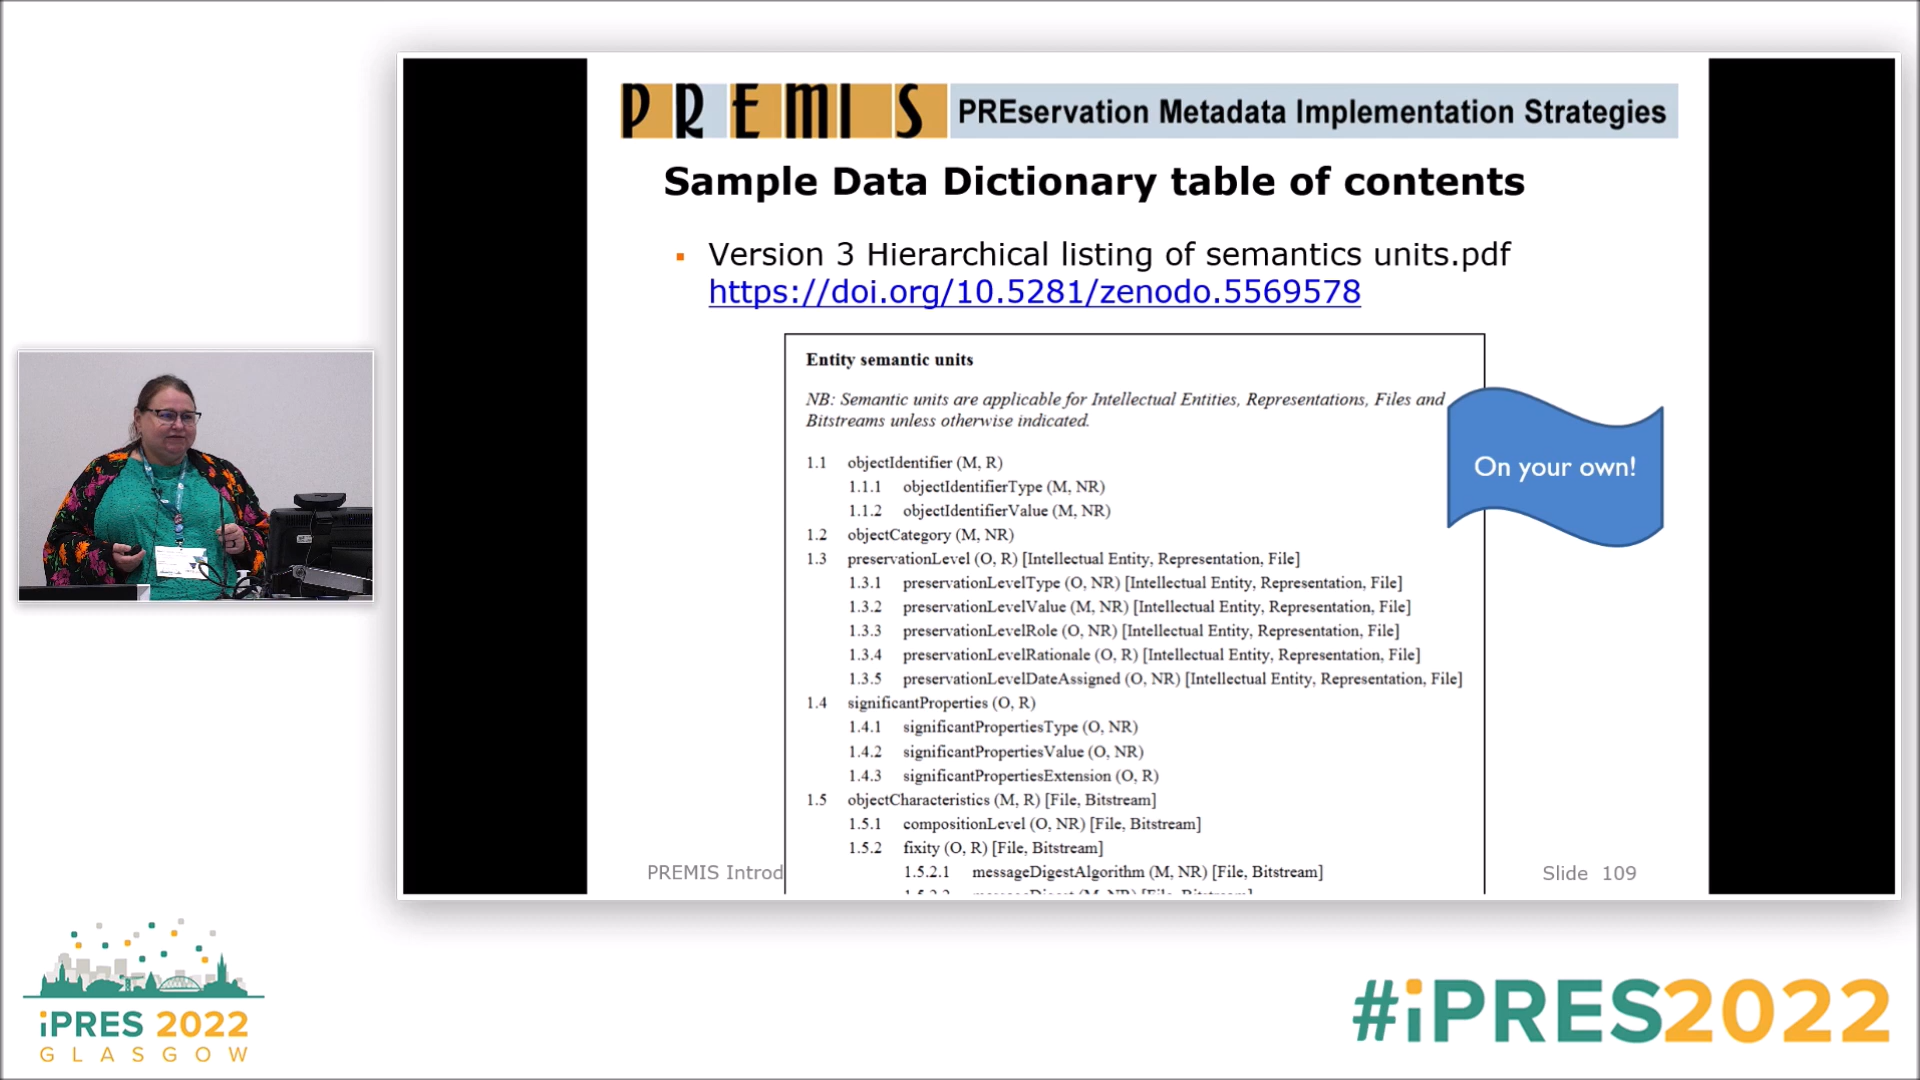 PREMIS PREservation Metadata Implementation Strategies
Sample Data Dictionary table of contents
▪ Version 3 Hierarchical listing of semantics units.pdf
https://doi.org/10.5281/zenodo.5569578
Entity semantic units
NB: Semantic units are applicable for Intellectual Entities, Representations, Files and
Bitstreams unless otherwise indicated.
On your own!
1.1 objectIdentifier (M, R)
1.1.1 objectIdentifierType (M, NR)
1.1.2 objectIdentifierValue (M, NR)
1.2 objectCategory (M, NR)
1.3 preservationLevel (O, R) [Intellectual Entity, Representation, File]
1.3.1 preservationLevelType (O, NR) [Intellectual Entity, Representation, File]
1.3.2 preservationLevelValue (M, NR) [Intellectual Entity, Representation, File]
1.3.3 preservationLevelRole (O, NR) [Intellectual Entity, Representation, File]
1.3.4 preservationLevelRationale (O, R) [Intellectual Entity, Representation, File]
1.3.5 preservationLevelDateAssigned (O, NR) [Intellectual Entity, Representation, File]
1.4 significantProperties (O, R)
1.4.1 significantPropertiesType (O, NR)
1.4.2 significantPropertiesValue (O, NR)
1.4.3 significantPropertiesExtension (O, R)
1.5 objectCharacteristics (M, R) [File, Bitstream]
1.5.1 compositionLevel (O, NR) [File, Bitstream]
1.5.2 fixity (O, R) [File, Bitstream]
1.5.2.1 messageDigestAlgorithm (M, NR) [File, Bitstream]
PREMIS Introd
Slide 109
iPRES 2022
GLASGOW
#iPRES2022